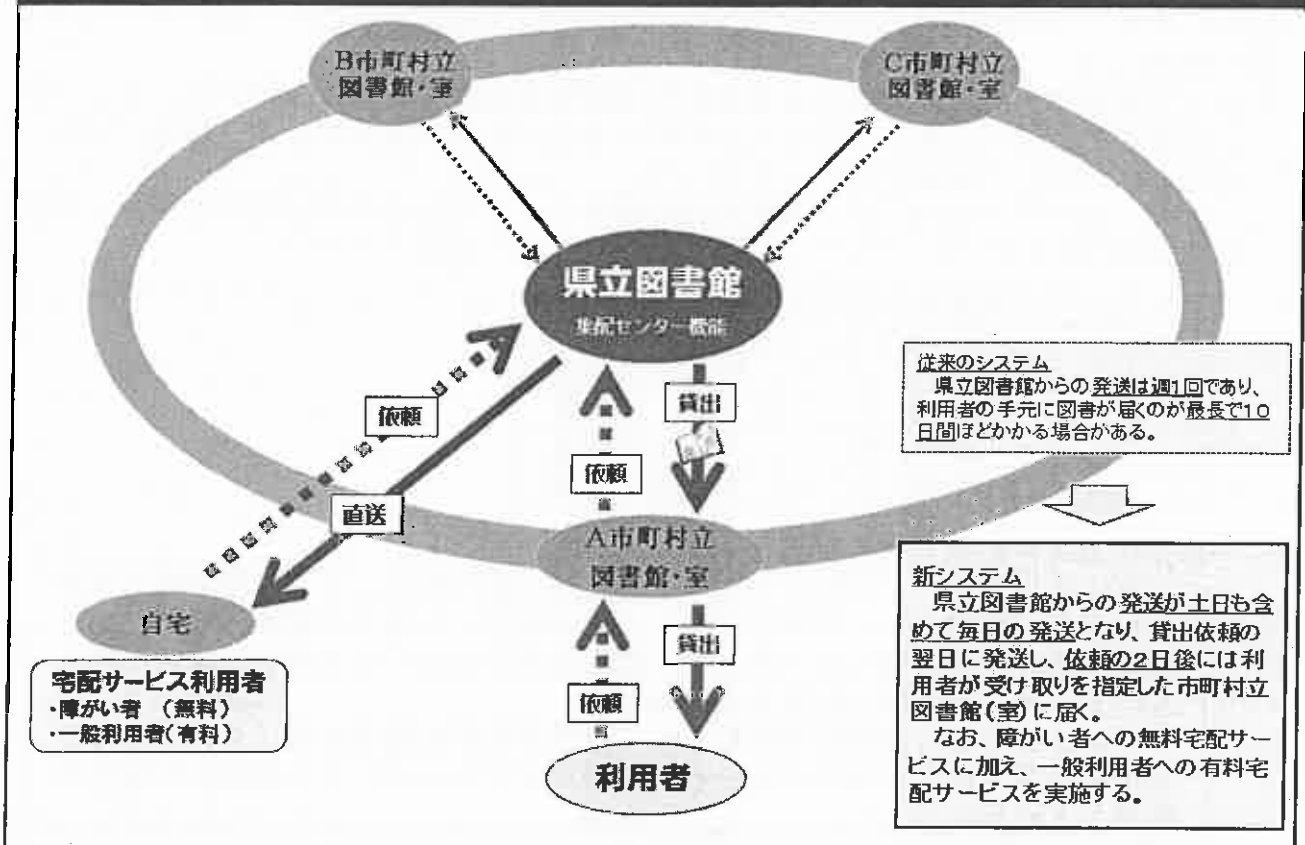 B市町村立
図書館・室
C市町村立
図書館・室
県立図書館
集配センター機能
従来のシステム
県立図書館からの発送は週1回であり、
利用者の手元に図書が届くのが最長で10
日間ほどかかる場合がある。
依頼
貸出
依頼
直送
A市町村立
図書館・室
新システム
県立図書館からの発送が土日も含
めて毎日の発送となり、貸出依頼の
翌日に発送し、依頼の2日後には利
用者が受け取りを指定した市町村立
図書館(室)に届く。
なお、障がい者への無料宅配サー
ビスに加え、一般利用者への有料宅
配サービスを実施する。
自宅
貸出
宅配サービス利用者
・障がい者 (無料)
・一般利用者(有料)
依頼
利用者